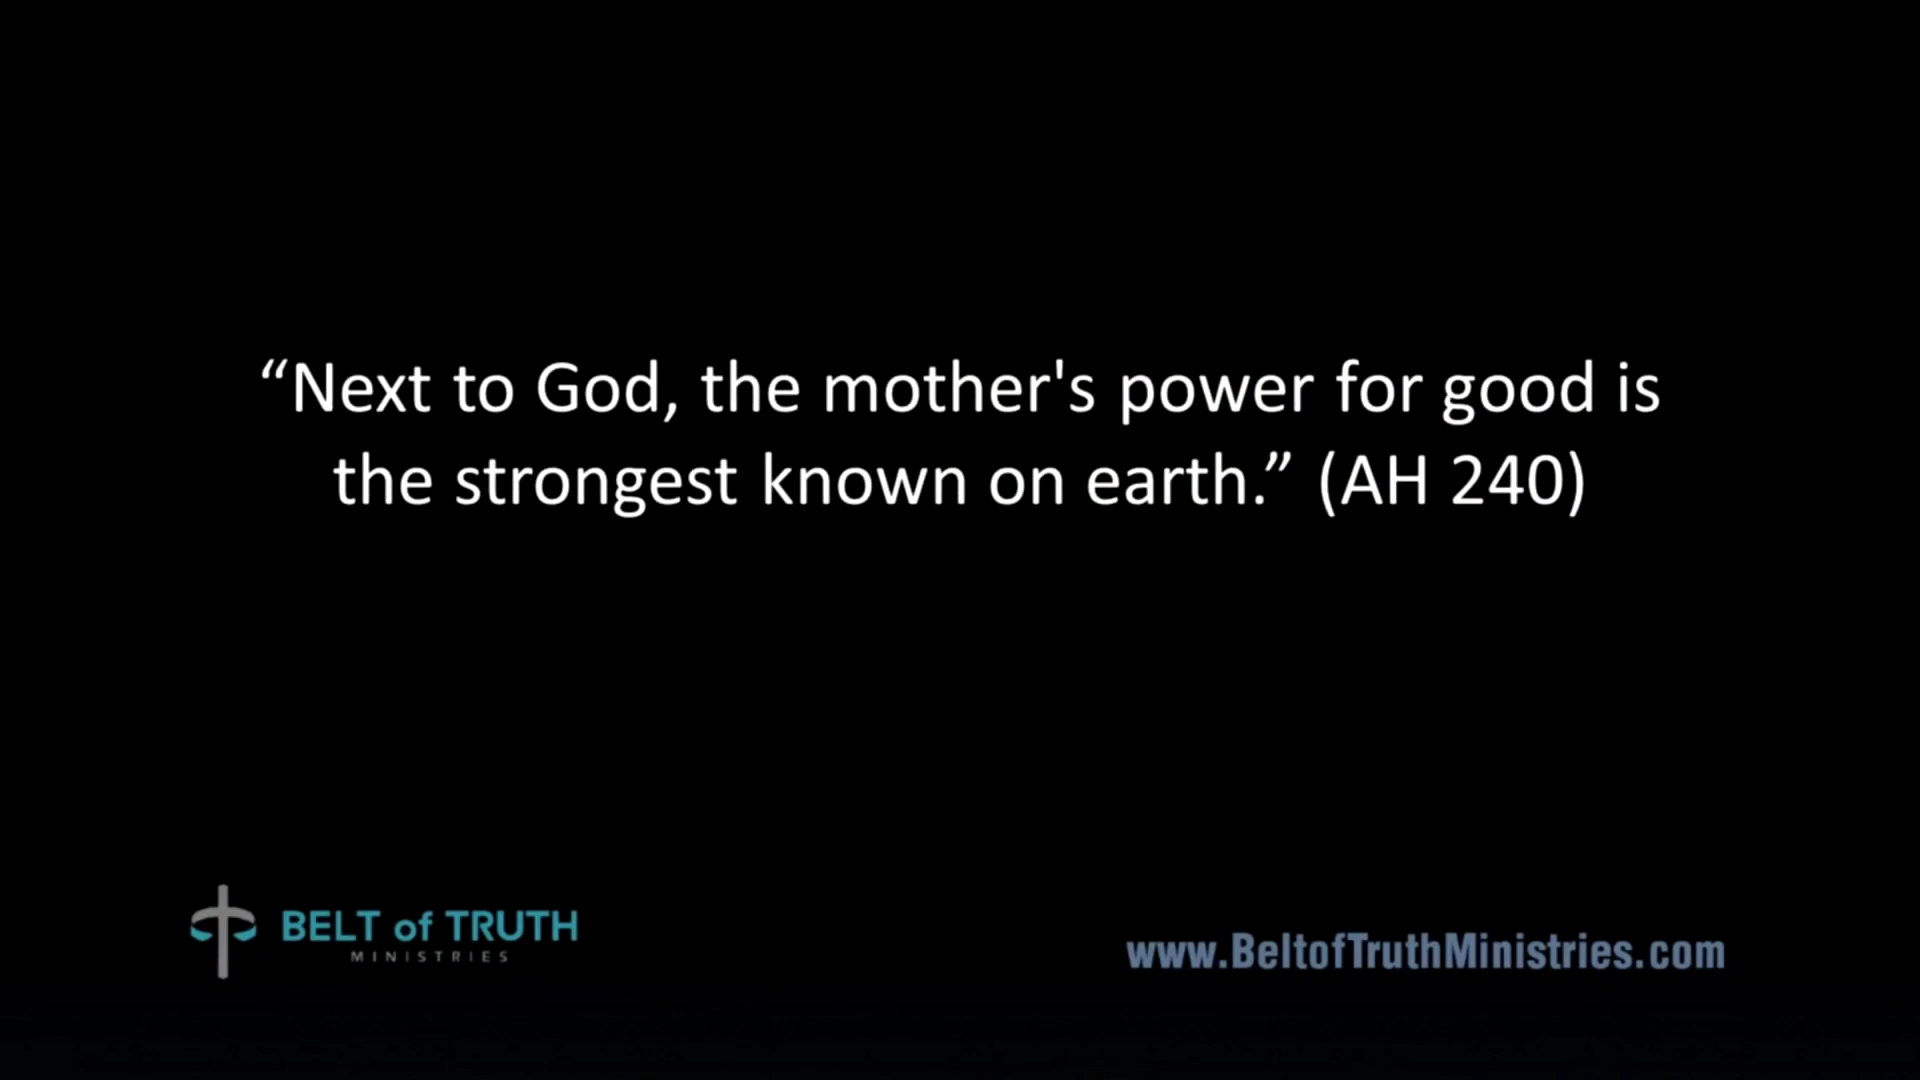 “Next to God, the mother's power for good is
the strongest known on earth.” (AH 240)
BELT of TRUTH
MINISTRIES
www.BeltofTruthMinistries.com